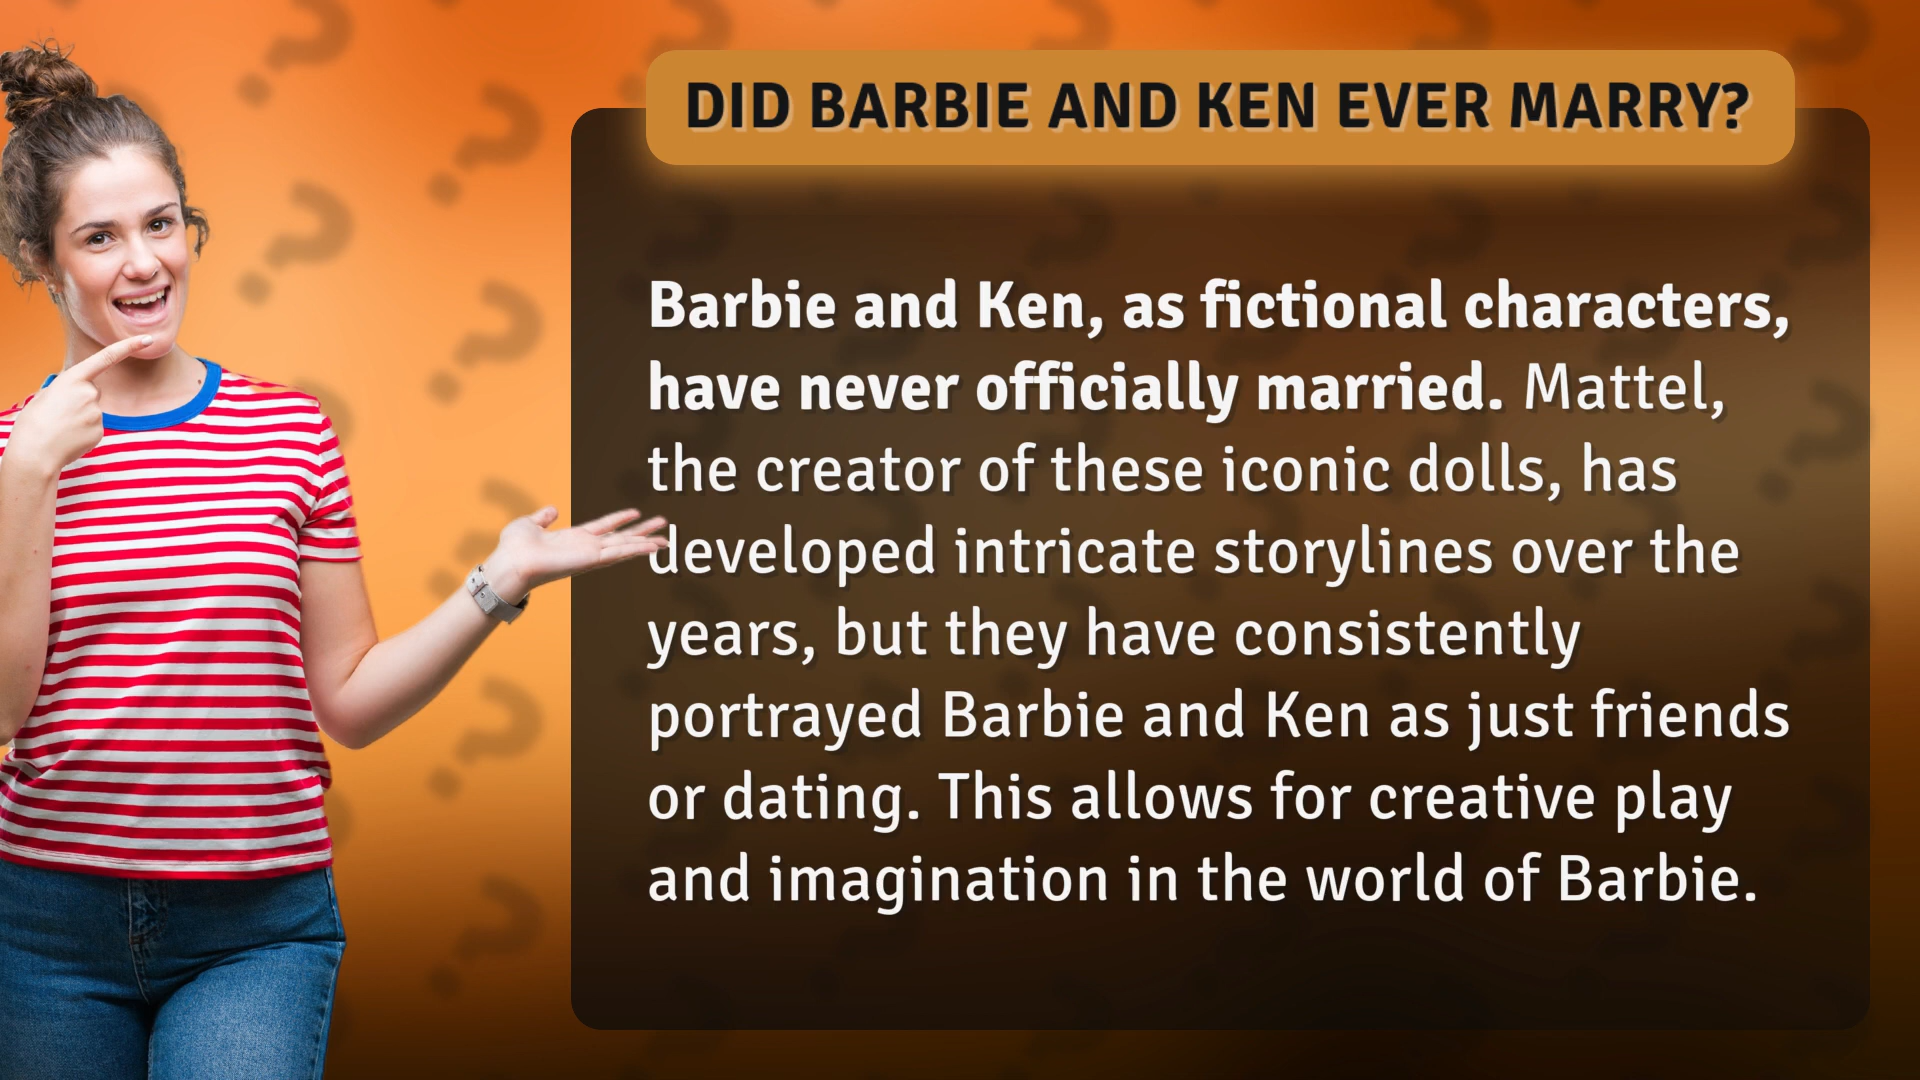 DID BARBIE AND KEN EVER MARRY?
Barbie and Ken, as fictional characters,
have never officially married. Mattel,
the creator of these iconic dolls, has
developed intricate storylines over the
years, but they have consistently
portrayed Barbie and Ken as just friends
or dating. This allows for creative play
and imagination in the world of Barbie.